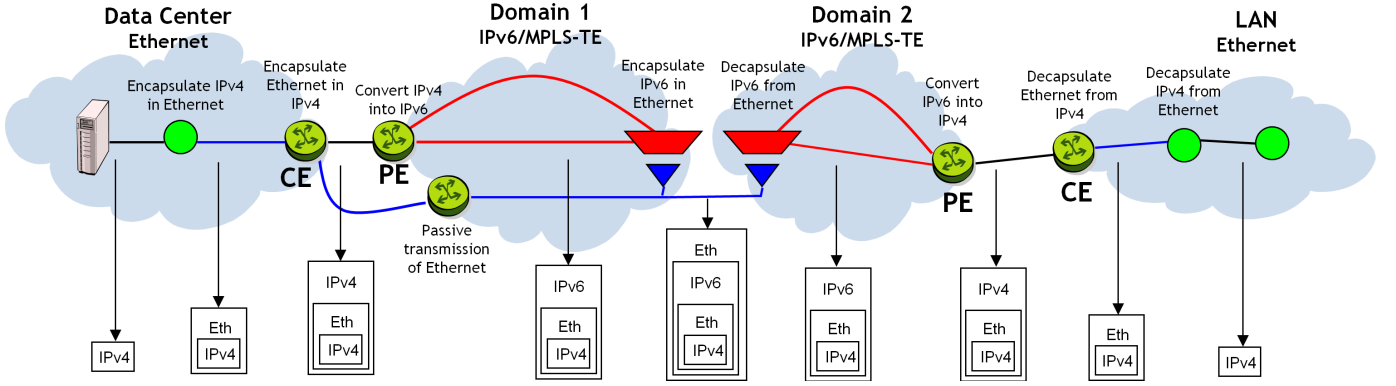 Data Center
Ethernet
Domain 1
IPv6/MPLS-TE
Domain 2
IPv6/MPLS-TE
LAN
Ethernet
Encapsulate IPv4
in Ethernet
Encapsulate
Ethernet in
IPv4
Convert IPv4
into IPv6
Encapsulate
IPv6 in
Ethernet
Decapsulate
IPv6 from
Ethernet
Convert
IPv6 into
IPv4
Decapsulate
Ethernet from
IPv4
Decapsulate
IPv4 from
Ethernet
CE
PE
PE
CE
Passive
transmission
of Ethernet
IPv4
Eth
IPv4
IPv4
Eth
IPv4
IPv6
Eth
IPv4
Eth
IPv6
Eth
IPv4
IPv6
Eth
IPv4
IPv4
Eth
IPv4
Eth
IPv4
IPv4